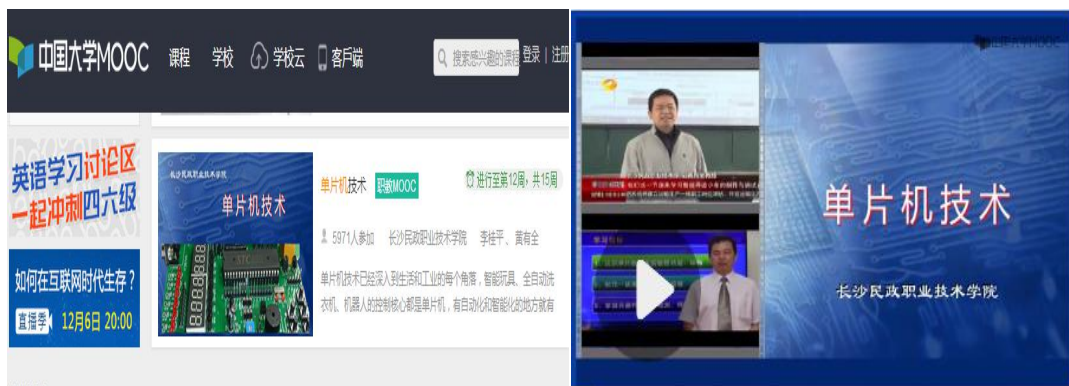 中国大学MOOC
课程 学校 学校云 客户端
搜索感兴趣的课程
登录 | 注册
英语学习讨论区
一起冲刺四六级
如何在互联网时代生存？
直播季 12月6日 20:00
长沙民政职业技术学院
单片机技术
单片机技术 职教MOOC
进行至第12周，共15周
5971人参加 长沙民政职业技术学院 李桂平、黄有全
单片机技术已经深入到生活和工业的每个角落，智能玩具、全自动洗
衣机、机器人的控制核心都是单片机，有自动化和智能化的地方就有
中国大学MOOC
学习目标
单片机技术
长沙民政职业技术学院